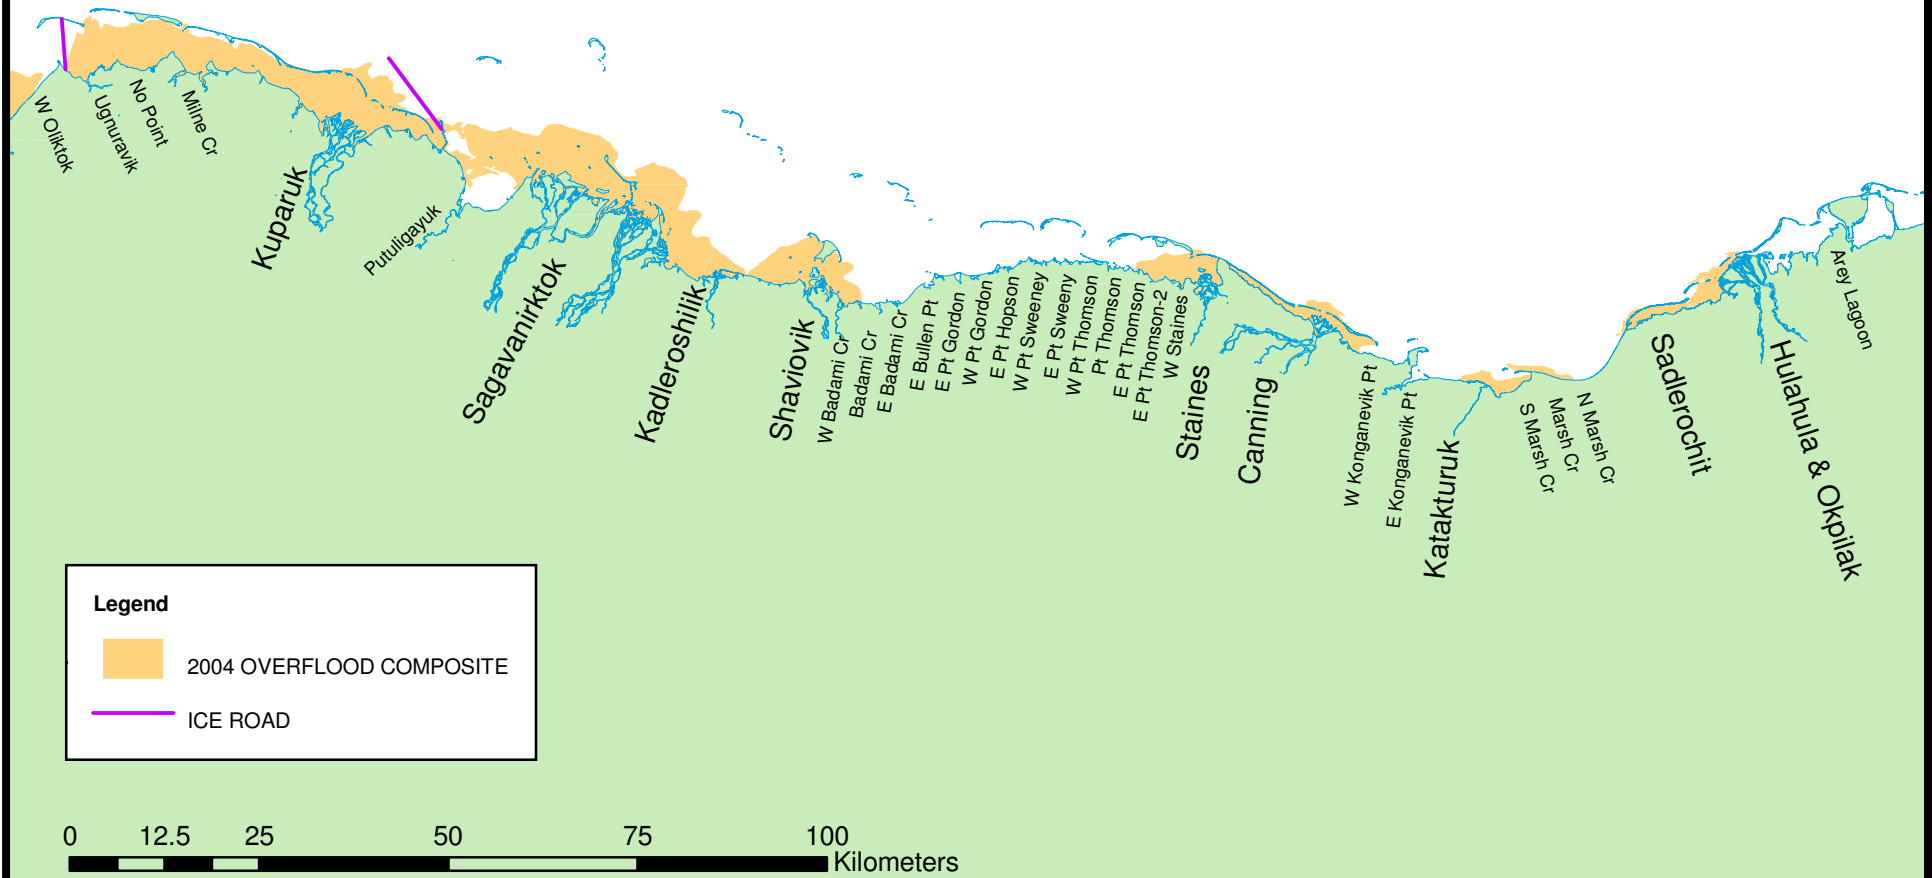 W Oliktok
Ugnuravik
No Point
Milne Cr
Kuparuk
Putuligayuk
Sagavanirktok
Kadleroshilik
Shaviovik
W Badami Cr
Badami Cr
E Badami Cr
E Bullen Pt
E Pt Gordon
W Pt Gordon
E Pt Hopson
W Pt Sweeney
E Pt Sweeny
W Pt Thomson
Pt Thomson
E Pt Thomson
E Pt Thomson-2
W Staines
Staines
Canning
W Konganevik Pt
E Konganevik Pt
Katakturuk
S Marsh Cr
Marsh Cr
N Marsh Cr
Sadlerochit
Hulahula & Okpilak
Arey Lagoon
Legend
2004 OVERFLOOD COMPOSITE
ICE ROAD
0 12.5 25 50 75 100
Kilometers